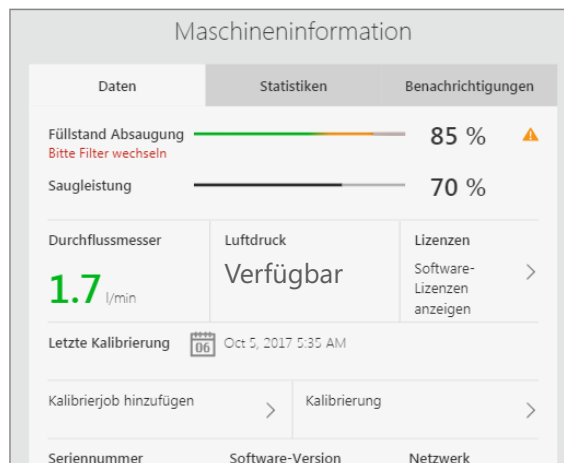 Maschineninformation
Daten
Statistiken
Benachrichtigungen
Füllstand Absaugung
85 %
Bitte Filter wechseln
Saugleistung
70 %
Durchflussmesser
Luftdruck
Lizenzen
1.7 l/min
Verfügbar
Software-
Lizenzen
anzeigen
Letzte Kalibrierung
06
Oct 5, 2017 5:35 AM
Kalibrierjob hinzufügen
Kalibrierung
Seriennummer
Software-Version
Netzwerk